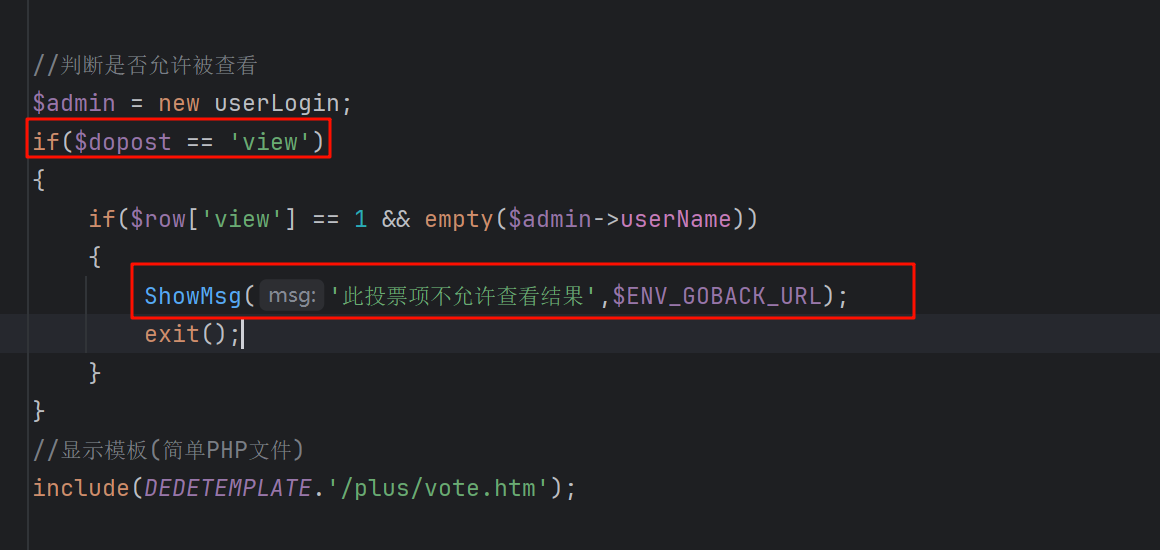 //判断是否允许被查看
$admin = new userLogin;
if($dopost == 'view')
{
if($row['view'] == 1 && empty($admin->userName))
{
ShowMsg( msg: '此投票项不允许查看结果',$ENV_GOBACK_URL);
exit();
}
}
//显示模板(简单PHP文件)
include(DEDETEMPLATE.'/plus/vote.htm');